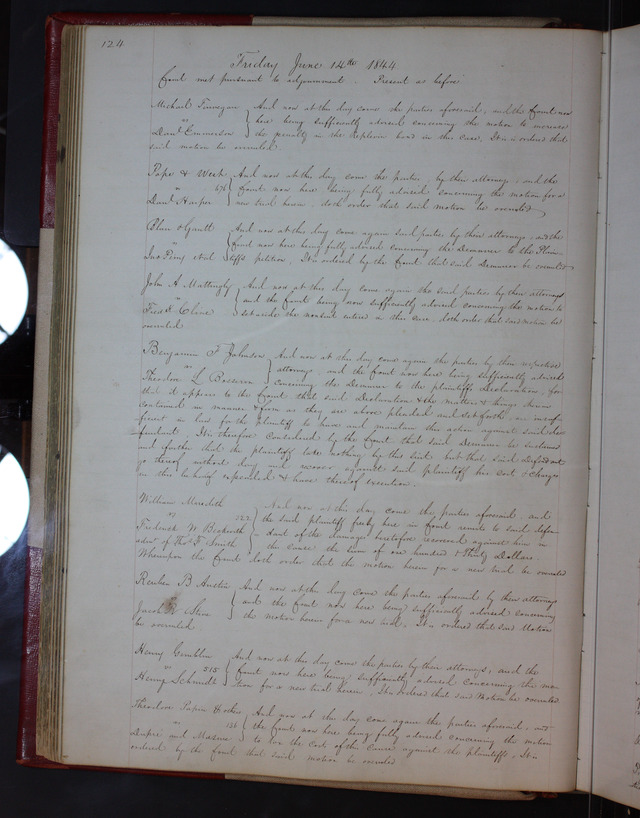 124
Friday June 14th 1844
Court met pursuant to adjournment. Present as before
Michael Finnegan } And now at this day come the parties aforesaid, and the Court now
vs } here being sufficiently advised concerning the motion to increase
Danl Emmerson } the penalty in the Replevin bond in this case, It is ordered that
said motion be overruled.
Pope & West } And now at this day come the parties, by their attorneys, and the
vs } Court now here being fully advised concerning the motion for a
Danl Harper } new trial herein, doth order that said motion be overruled
And now at this day come again said parties by their attorneys, and the
vs } Court now here being fully advised concerning the Demurrer to the Plain-
tiffs petition, It is ordered by the Court that said Demurrer be overruled
John A Mattingly } And now at this day come again the said parties by their attorneys
vs } and the Court being now sufficiently advised concerning the motion to
Fredk Cline } set aside the nonsuit entered in this case, doth order that said motion be
overruled
Benjamin F Johnson } And now at this day come again the parties by their respective
vs } attorneys, and the Court now here being sufficiently advised
Theodore L } concerning the Demurrer to the plaintiffs Declaration, for
that it appears to the Court that said Declaration & the matters & things therein
contained in manner & form as they are above pleaded and set forth insuf-
ficient in law for the plaintiff to have and maintain his action against said de-
fendant, It is therefore Considered by the Court that said Demurrer be sustained
and further that the plaintiff take nothing by this suit but that said defendant
go thereof without day and recover against said plaintiff his cost & charges
in this behalf expended & have thereof execution.
William Meredith } And now at this day come the parties aforesaid and
vs 122 } the said plaintiff freely here in Court remits to said defen-
Frederick W Beckwith } dant of the damages heretofore recovered against him in
admr of Thos F Smith } this cause the sum of one hundred & Thirty Dollars
Whereupon the Court doth order that the motion herein for a new trial be overruled
Reuben B Austin } And now at this day come the parties aforesaid by their attorneys
and the Court now here being sufficiently advised concerning
Jacob } the motion herein for a new trial, It is ordered that said Motion
be overruled.
Henry Gamblin } And now at this day come the parties by their attorneys, and the
vs 515 } Court now here being sufficiently advised concerning the mo-
Henry Schmidt } tion for a new trial herein, It is ordered that said Motion be overruled
Theodore Papin & others } And now at this day come again the parties aforesaid, and
vs } the Court now here being fully advised concerning the motion
Dupré and } to tax the cost of this Cause against the plaintiffs, It is
ordered by the Court that said motion be overruled